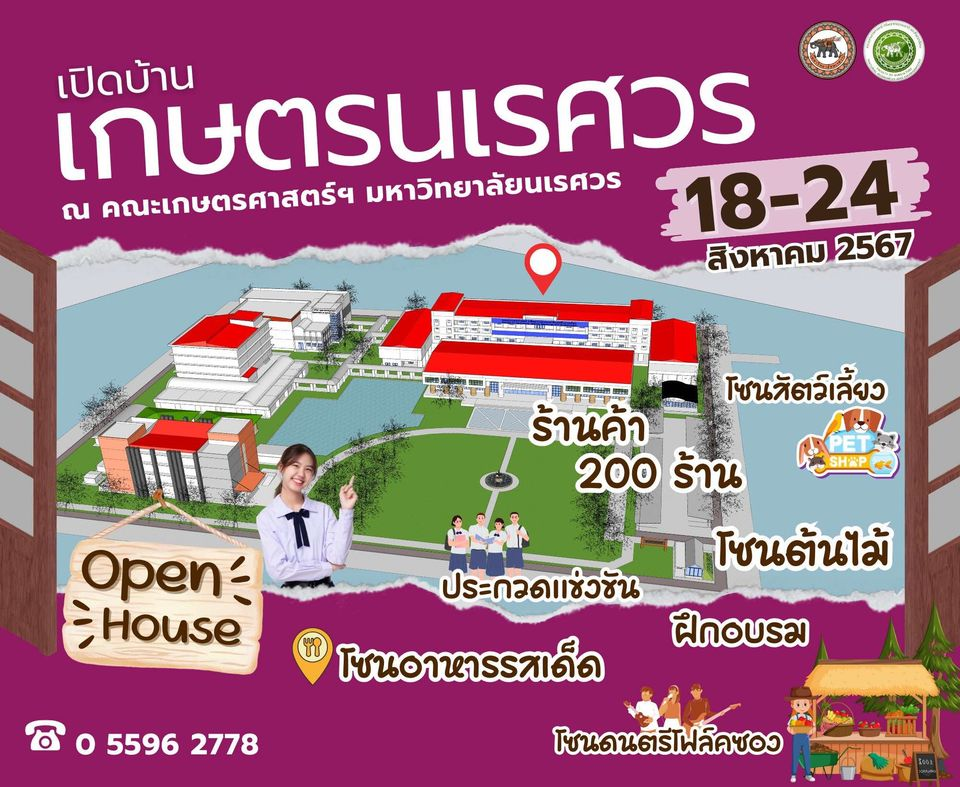 เปิดบ้าน
เกษตรนเรศวร
ณ คณะเกษตรศาสตร์ฯ มหาวิทยาลัยนเรศวร
18-24
สิงหาคม 2567
โซนสัตว์เลี้ยง
PET
SHOP
ร้านค้า
200 ร้าน
โซนต้นไม้
ประกวดแข่งขัน
ฝึกอบรม
Open
House
โซนอาหารรสเด็ด
โซนดนตรีโฟล์คซอง
0 5596 2778